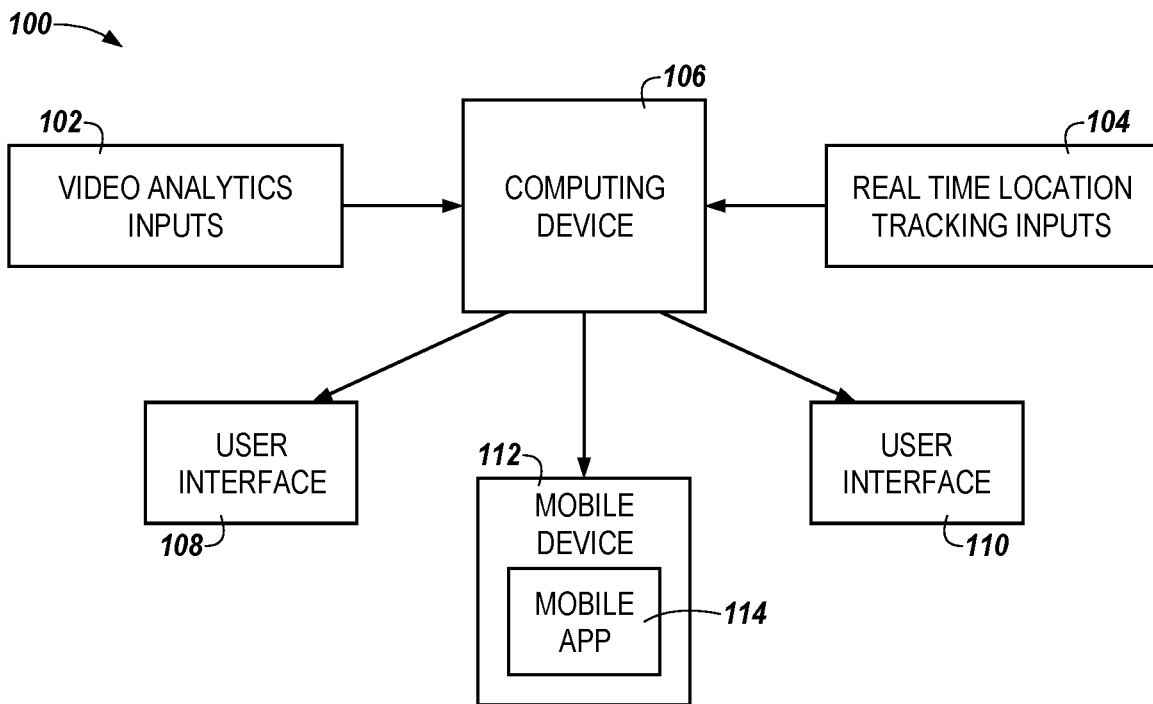 100
106
102
104
VIDEO ANALYTICS
INPUTS
COMPUTING
DEVICE
REAL TIME LOCATION
TRACKING INPUTS
USER
INTERFACE
108
112
MOBILE
DEVICE
MOBILE
APP
114
USER
INTERFACE
110